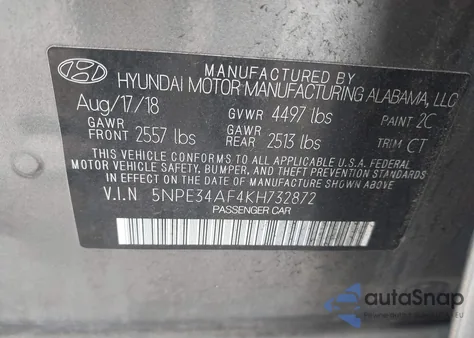 MANUFACTURED BY
HYUNDAI MOTOR MANUFACTURING ALABAMA, LLC
Aug/17/18 GVWR 4497 lbs PAINT 2C
GAWR FRONT 2557 lbs GAWR REAR 2513 lbs TRIM CT
THIS VEHICLE CONFORMS TO ALL APPLICABLE U.S.A. FEDERAL
MOTOR VEHICLE SAFETY, BUMPER, AND THEFT PREVENTION STANDARDS
IN EFFECT ON THE DATE OF MANUFACTURE SHOWN ABOVE.
V.I.N 5NPE34AF4KH732872
PASSENGER CAR
autoSnap